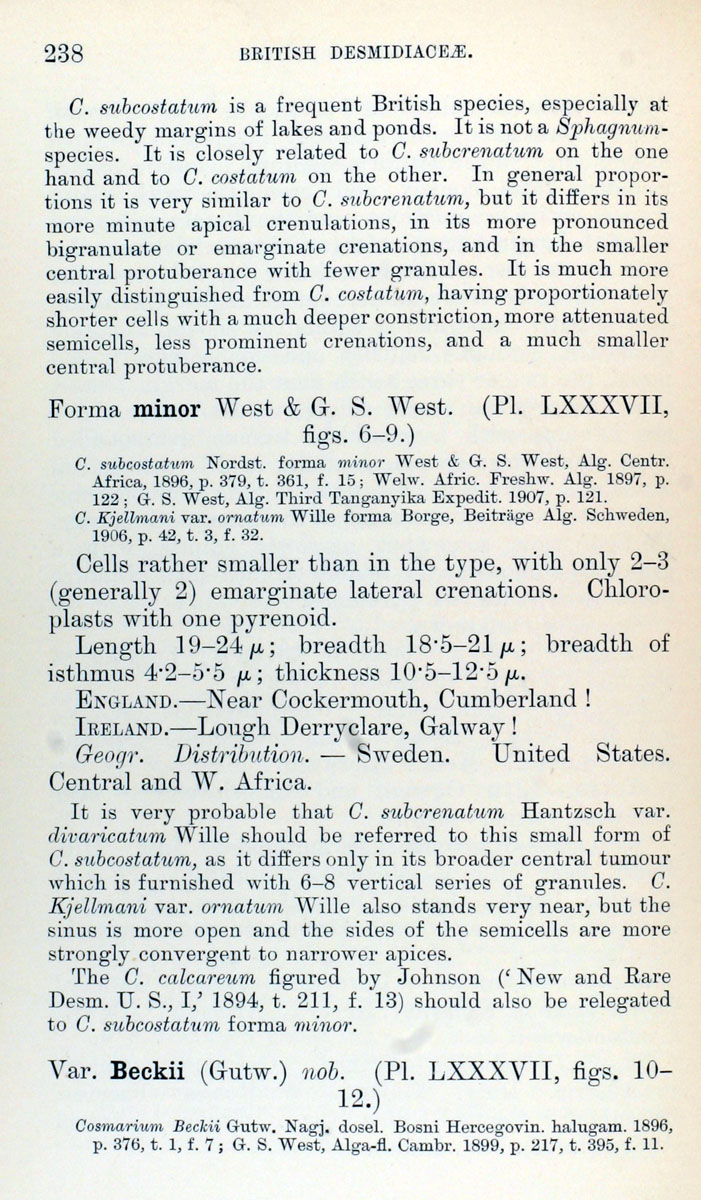 238 BRITISH DESMIDIACEÆ.
C. subcostatum is a frequent British species, especially at
the weedy margins of lakes and ponds. It is not a Sphagnum-
species. It is closely related to C. subcrenatum on the one
hand and to C. costatum on the other. In general propor-
tions it is very similar to C. subcrenatum, but it differs in its
more minute apical crenulations, in its more pronounced
bigranulate or emarginate crenations, and in the smaller
central protuberance with fewer granules. It is much more
easily distinguished from C. costatum, having proportionately
shorter cells with a much deeper constriction, more attenuated
semicells, less prominent crenations, and a much smaller
central protuberance.
Forma minor West & G. S. West. (Pl. LXXXVII,
figs. 6–9.)
C. subcostatum Nordst. forma minor West & G. S. West, Alg. Centr.
Africa, 1896, p. 379, t. 361, f. 15; Welw. Afric. Freshw. Alg. 1897, p.
122; G. S. West, Alg. Third Tanganyika Expedit. 1907, p. 121.
C. Kjellmani var. ornatum Wille forma Borge, Beiträge Alg. Schweden,
1906, p. 42, t. 3, f. 32.
Cells rather smaller than in the type, with only 2–3
(generally 2) emarginate lateral crenations. Chloro-
plasts with one pyrenoid.
Length 19–24 μ; breadth 18·5–21 μ; breadth of
isthmus 4·2–5·5 μ; thickness 10·5–12·5 μ.
ENGLAND.—Near Cockermouth, Cumberland !
IRELAND.—Lough Derryclare, Galway !
Geogr. Distribution. — Sweden. United States.
Central and W. Africa.
It is very probable that C. subcrenatum Hantzsch var.
divaricatum Wille should be referred to this small form of
C. subcostatum, as it differs only in its broader central tumour
which is furnished with 6–8 vertical series of granules. C.
Kjellmani var. ornatum Wille also stands very near, but the
sinus is more open and the sides of the semicells are more
strongly convergent to narrower apices.
The C. calcareum figured by Johnson (‘New and Rare
Desm. U. S., I,’ 1894, t. 211, f. 13) should also be relegated
to C. subcostatum forma minor.
Var. Beckii (Gutw.) nob. (Pl. LXXXVII, figs. 10–
12.)
Cosmarium Beckii Gutw. Nagj. dosel. Bosni Hercegovin. halugam. 1896,
p. 376, t. 1, f. 7; G. S. West, Alga-fl. Cambr. 1899, p. 217, t. 395, f. 11.